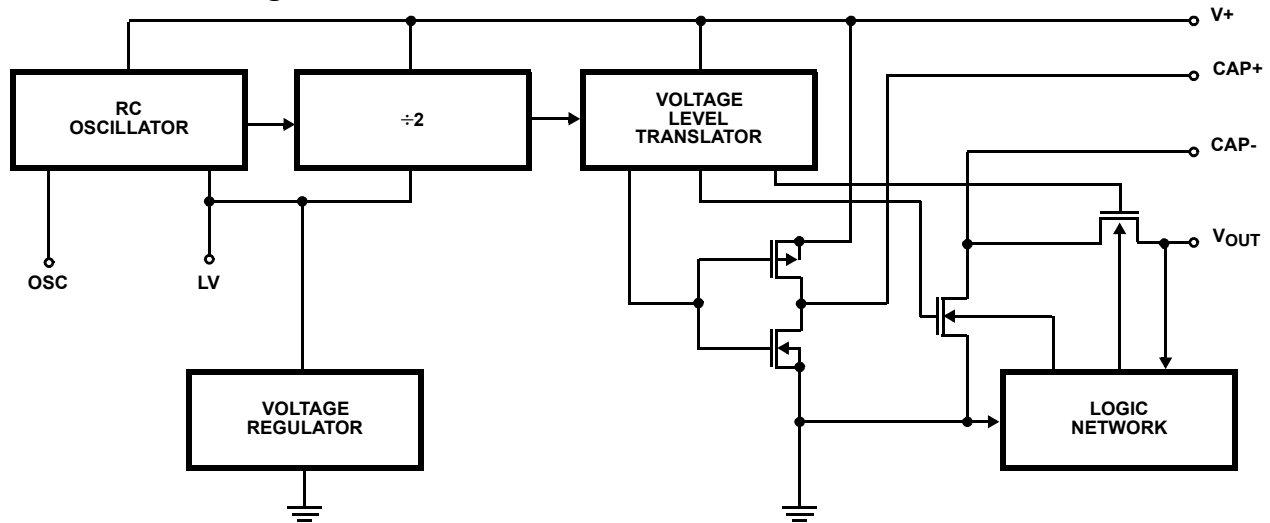 V+
CAP+
RC
OSCILLATOR
÷2
VOLTAGE
LEVEL
TRANSLATOR
CAP-
VOUT
OSC
LV
VOLTAGE
REGULATOR
LOGIC
NETWORK